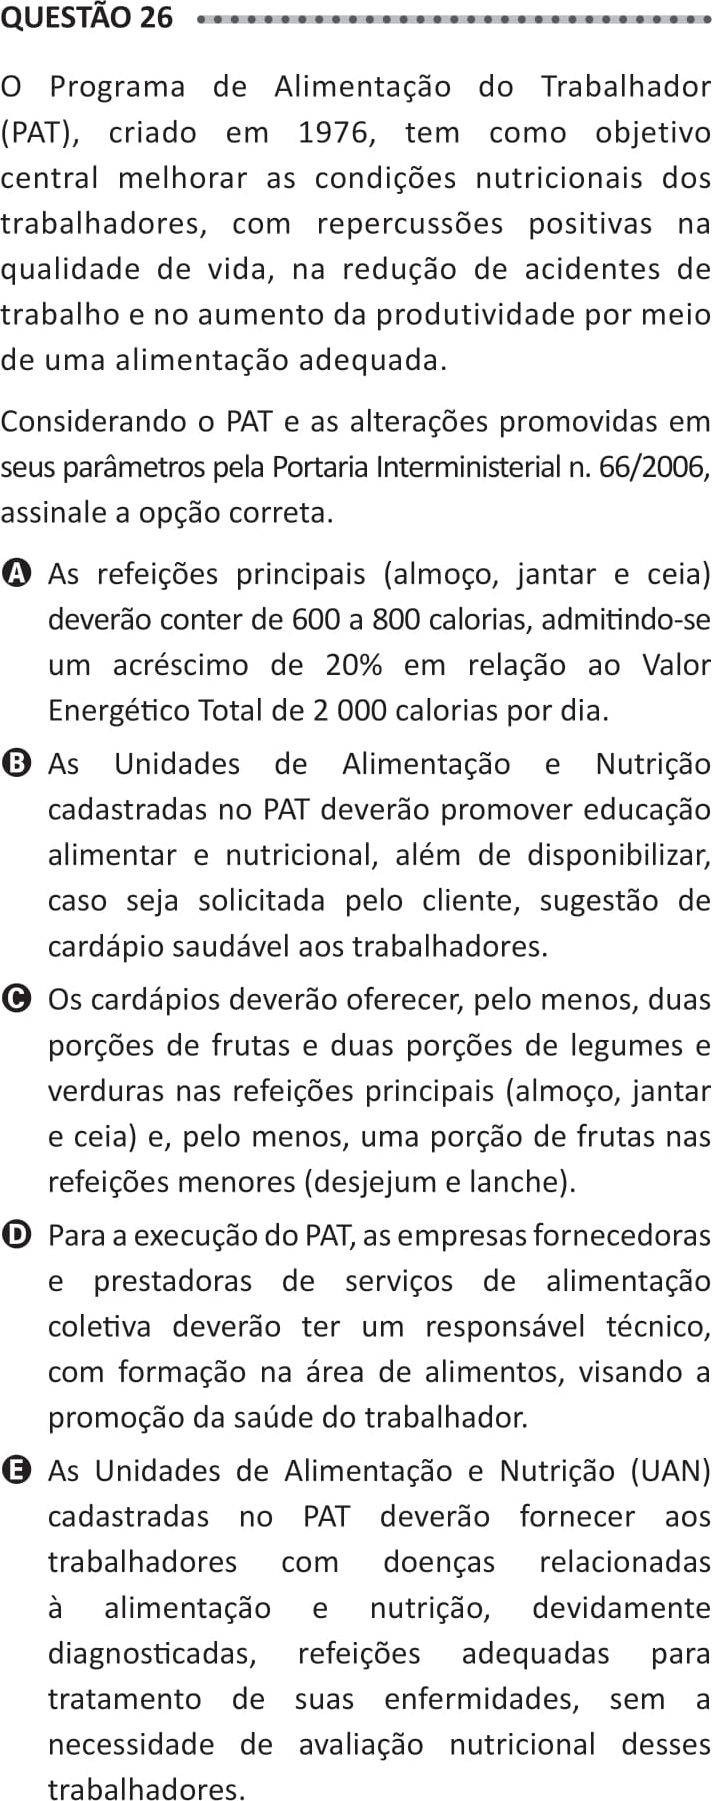 QUESTÃO 26
O Programa de Alimentação do Trabalhador
(PAT), criado em 1976, tem como objetivo
central melhorar as condições nutricionais dos
trabalhadores, com repercussões positivas na
qualidade de vida, na redução de acidentes de
trabalho e no aumento da produtividade por meio
de uma alimentação adequada.
Considerando o PAT e as alterações promovidas em
seus parâmetros pela Portaria Interministerial n. 66/2006,
assinale a opção correta.
A As refeições principais (almoço, jantar e ceia)
deverão conter de 600 a 800 calorias, admitindo-se
um acréscimo de 20% em relação ao Valor
Energético Total de 2 000 calorias por dia.
B As Unidades de Alimentação e Nutrição
cadastradas no PAT deverão promover educação
alimentar e nutricional, além de disponibilizar,
caso seja solicitada pelo cliente, sugestão de
cardápio saudável aos trabalhadores.
C Os cardápios deverão oferecer, pelo menos, duas
porções de frutas e duas porções de legumes e
verduras nas refeições principais (almoço, jantar
e ceia) e, pelo menos, uma porção de frutas nas
refeições menores (desjejum e lanche).
D Para a execução do PAT, as empresas fornecedoras
e prestadoras de serviços de alimentação
coletiva deverão ter um responsável técnico,
com formação na área de alimentos, visando a
promoção da saúde do trabalhador.
E As Unidades de Alimentação e Nutrição (UAN)
cadastradas no PAT deverão fornecer aos
trabalhadores com doenças relacionadas
à alimentação e nutrição, devidamente
diagnosticadas, refeições adequadas para
tratamento de suas enfermidades, sem a
necessidade de avaliação nutricional desses
trabalhadores.